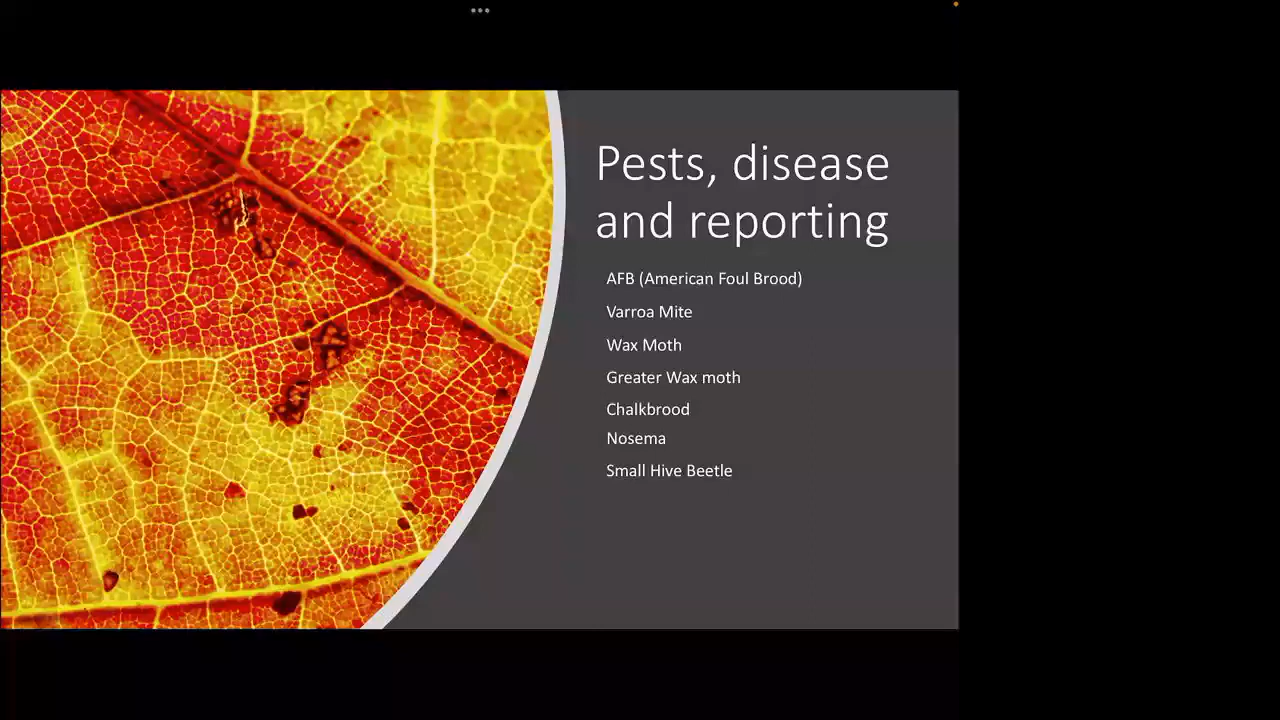 Pests, disease
and reporting
AFB (American Foul Brood)
Varroa Mite
Wax Moth
Greater Wax moth
Chalkbrood
Nosema
Small Hive Beetle